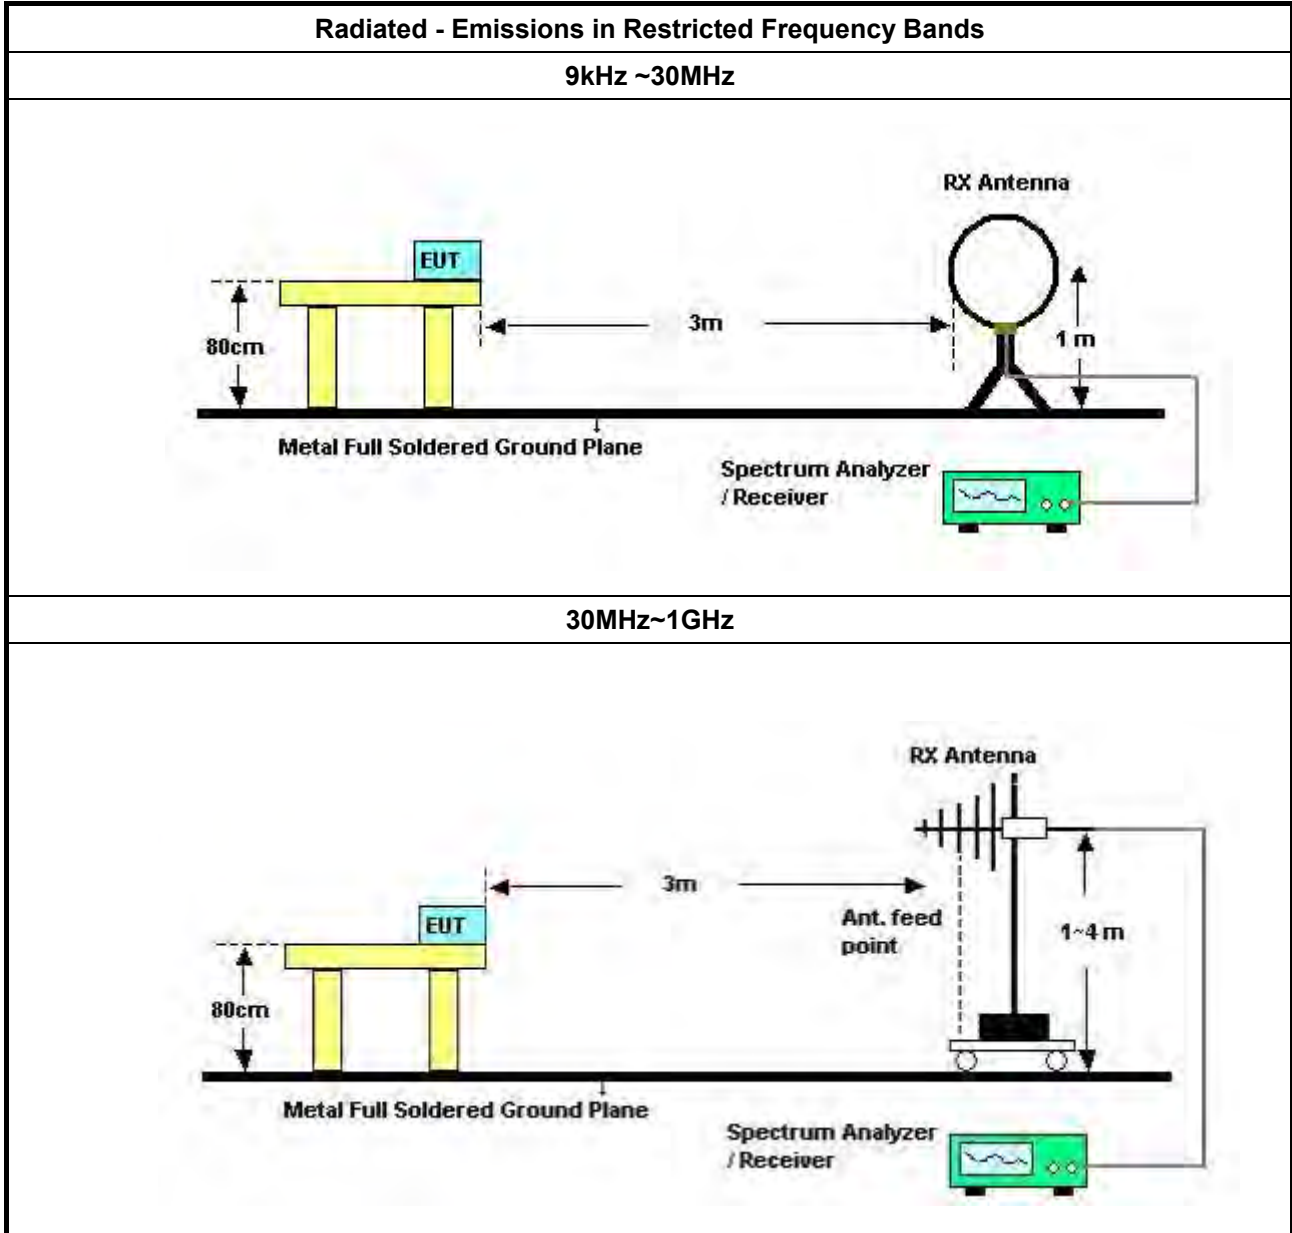 Radiated - Emissions in Restricted Frequency Bands
9kHz ~30MHz
RX Antenna
EUT
3m
80cm
1 m
Metal Full Soldered Ground Plane
Spectrum Analyzer
/ Receiver
30MHz~1GHz
RX Antenna
3m
EUT
Ant. feed
point
1~4 m
80cm
Metal Full Soldered Ground Plane
Spectrum Analyzer
/ Receiver